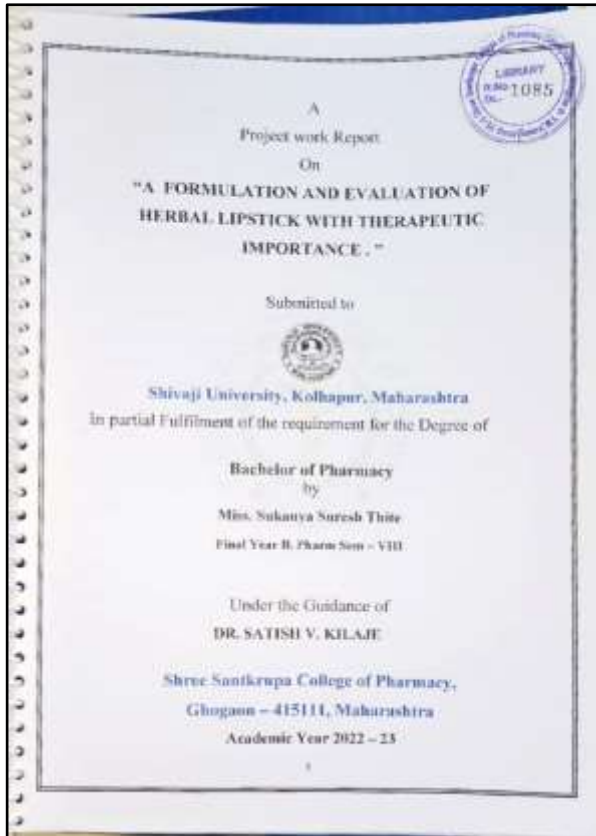 LIBRARY
1085
A
Project work Report
On
"A FORMULATION AND EVALUATION OF
HERBAL LIPSTICK WITH THERAPEUTIC
IMPORTANCE . "
Submitted to
Shivaji University, Kolhapur, Maharashtra
In partial Fulfilment of the requirement for the Degree of
Bachelor of Pharmacy
by
Miss. Sukanya Suresh Thite
Final Year B. Pharm Sem – VIII
Under the Guidance of
DR. SATISH V. KILAJE
Shree Santkrupa College of Pharmacy,
Ghogaon – 415111, Maharashtra
Academic Year 2022 – 23